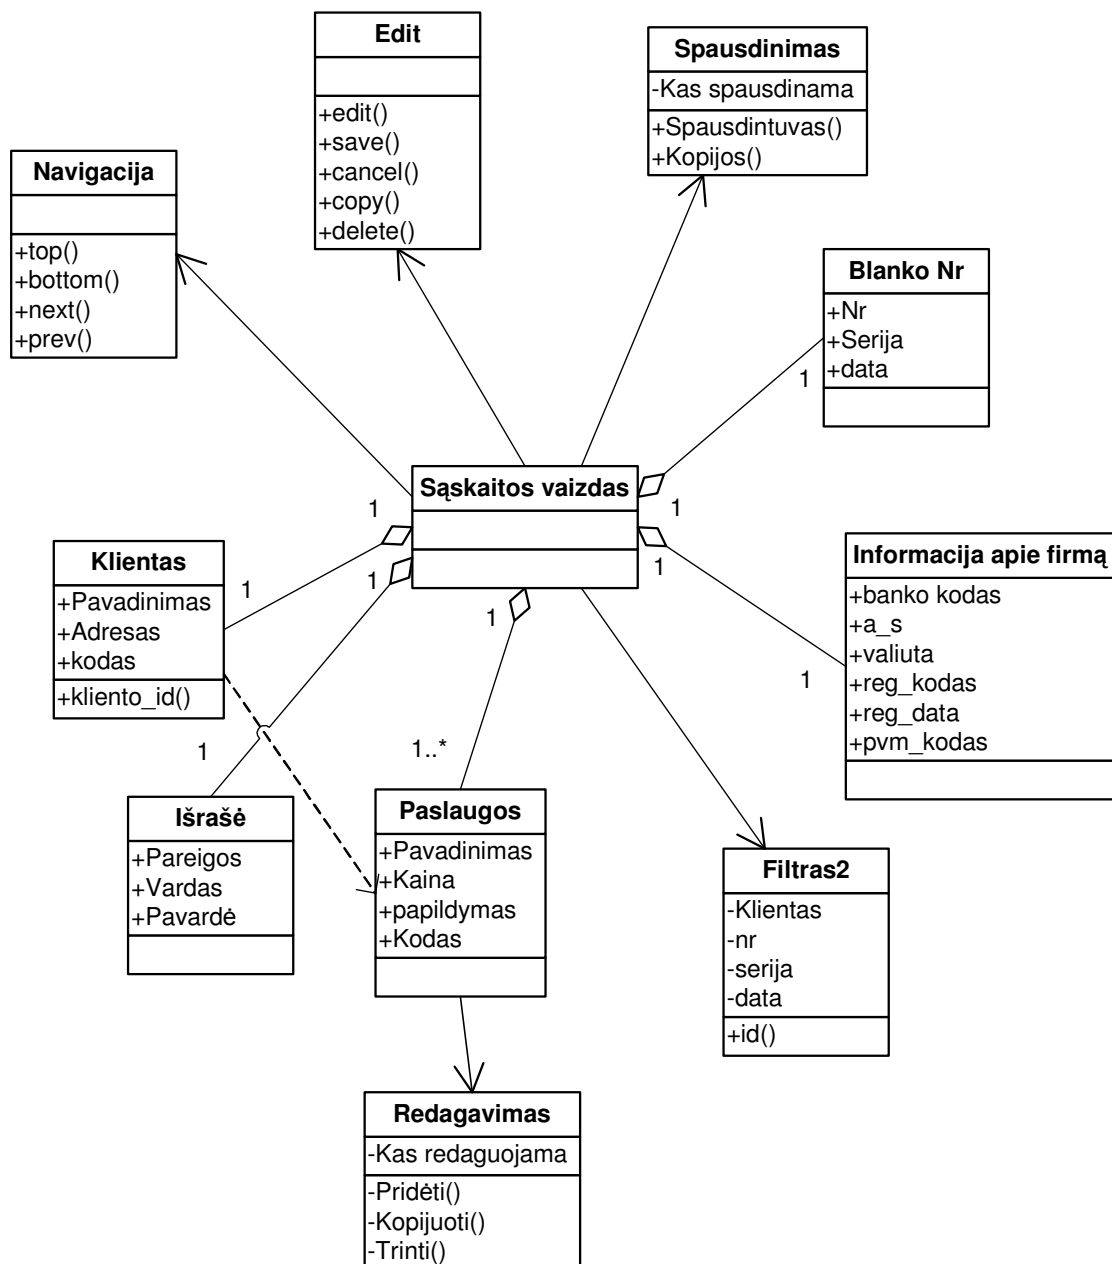 Edit
+edit()
+save()
+cancel()
+copy()
+delete()
Spausdinimas
-Kas spausdinama
+Spausdintuvas()
+Kopijos()
Navigacija
+top()
+bottom()
+next()
+prev()
Blanko Nr
+Nr
+Serija
+data
1
Sąskaitos vaizdas
1
1
1
1
1
1
Klientas
+Pavadinimas
+Adresas
+kodas
+kliento_id()
Informacija apie firmą
+banko kodas
+a_s
+valiuta
+reg_kodas
+reg_data
+pvm_kodas
1
1
1..*
Išrašė
+Pareigos
+Vardas
+Pavardė
Paslaugos
+Pavadinimas
+Kaina
+papildymas
+Kodas
Filtras2
-Klientas
-nr
-serija
-data
+id()
Redagavimas
-Kas redaguojama
-Pridėti()
-Kopijuoti()
-Trinti()